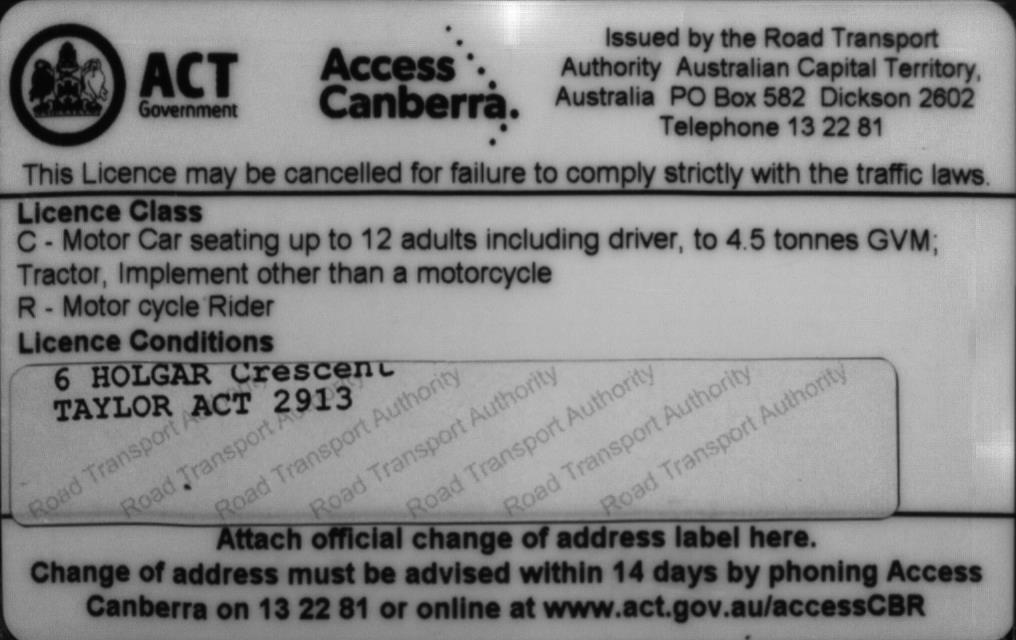 ACT
Government
Access
Canberra.
Issued by the Road Transport
Authority Australian Capital Territory,
Australia PO Box 582 Dickson 2602
Telephone 13 22 81
This Licence may be cancelled for failure to comply strictly with the traffic laws.
Licence Class
C - Motor Car seating up to 12 adults including driver, to 4.5 tonnes GVM;
Tractor, Implement other than a motorcycle
R - Motor cycle Rider
Licence Conditions
6 HOLGAR Crescent
TAYLOR ACT 2913
Road Transport Authority
Road Transport Authority
Road Transport Authority
Road Transport Authority
Road Transport Authority
Road Transport Authority
Road Transport Authority
Attach official change of address label here.
Change of address must be advised within 14 days by phoning Access
Canberra on 13 22 81 or online at www.act.gov.au/accessCBR